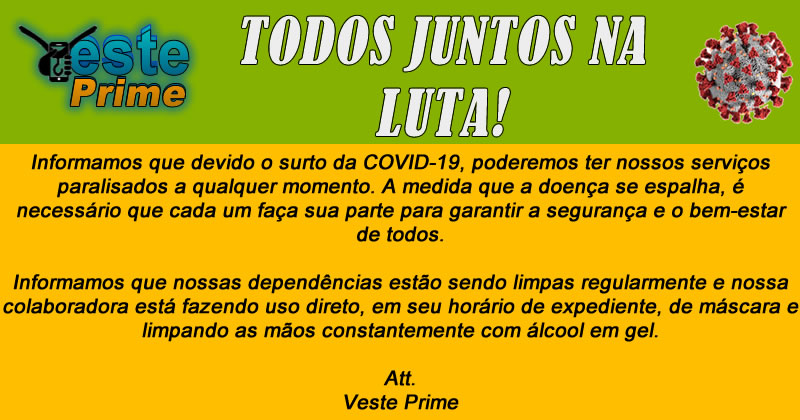 Veste
Prime
TODOS JUNTOS NA
LUTA!
Informamos que devido o surto da COVID-19, poderemos ter nossos serviços
paralisados a qualquer momento. A medida que a doença se espalha, é
necessário que cada um faça sua parte para garantir a segurança e o bem-estar
de todos.
Informamos que nossas dependências estão sendo limpas regularmente e nossa
colaboradora está fazendo uso direto, em seu horário de expediente, de máscara e
limpando as mãos constantemente com álcool em gel.
Att.
Veste Prime